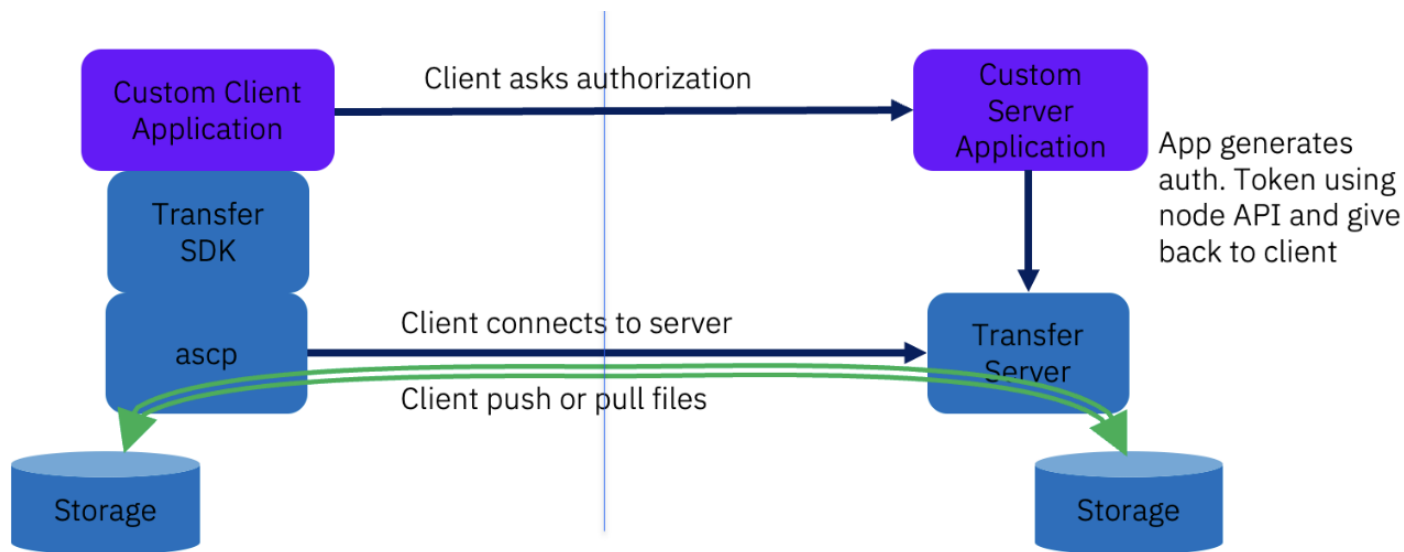 Custom Client
Application
Client asks authorization
Custom
Server
Application
App generates
auth. Token using
node API and give
back to client
Transfer
SDK
ascp
Client connects to server
Client push or pull files
Transfer
Server
Storage
Storage